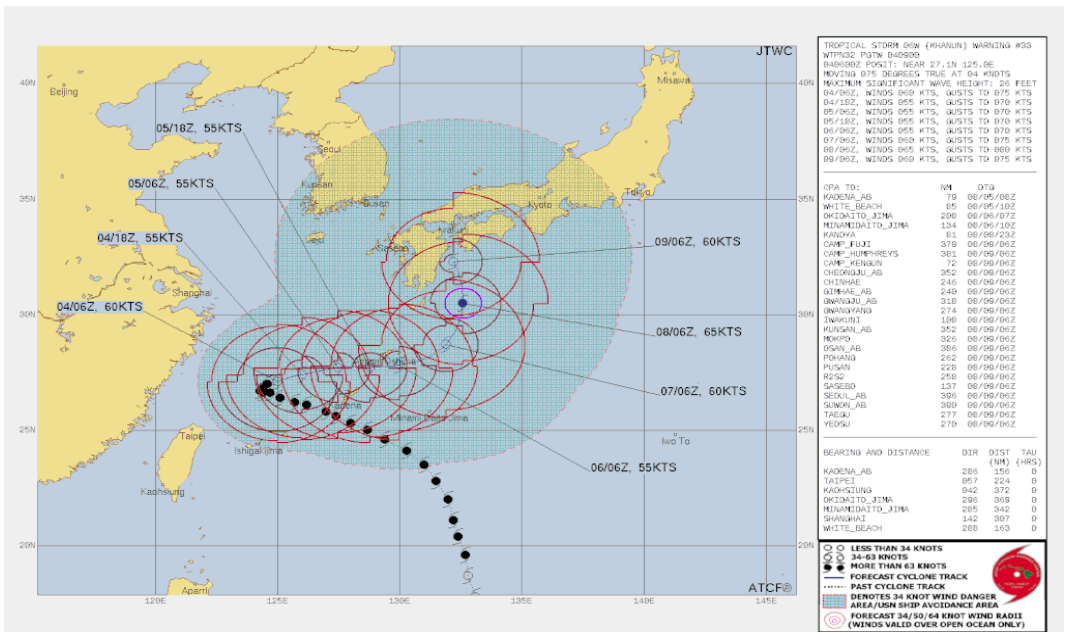 JTWC
40N
40N
35N
35N
30N
30N
25N
25N
20N
20N
120E
125E
130E
135E
140E
145E
Beijing
Misawa
Seoul
Kunsan
Busan
Jeju
Sasebo
Iwakuni
Kyoto
Tokyo
Shanghai
Taipei
Kaohsiung
Ishigakijima
Kadena
Iwo To
Aparri
05/18Z, 55KTS
05/06Z, 55KTS
04/18Z, 55KTS
04/06Z, 60KTS
09/06Z, 60KTS
08/06Z, 65KTS
07/06Z, 60KTS
06/06Z, 55KTS
ATCF®
TROPICAL STORM 06W (KHANUN) WARNING #33
WTPN32 PGTW 040900
040600Z POSIT: NEAR 27.1N 125.0E
MOVING 075 DEGREES TRUE AT 04 KNOTS
MAXIMUM SIGNIFICANT WAVE HEIGHT: 26 FEET
04/06Z, WINDS 060 KTS, GUSTS TO 075 KTS
04/18Z, WINDS 055 KTS, GUSTS TO 070 KTS
05/06Z, WINDS 055 KTS, GUSTS TO 070 KTS
05/18Z, WINDS 055 KTS, GUSTS TO 070 KTS
06/06Z, WINDS 055 KTS, GUSTS TO 070 KTS
07/06Z, WINDS 060 KTS, GUSTS TO 075 KTS
08/06Z, WINDS 065 KTS, GUSTS TO 080 KTS
09/06Z, WINDS 060 KTS, GUSTS TO 075 KTS
CPA TO: NM DTG
KADENA_AB 79 08/05/08Z
WHITE_BEACH 85 08/05/10Z
OKIDAITO_JIMA 200 08/06/07Z
MINAMIDAITO_JIMA 134 08/06/10Z
KANOYA 81 08/08/23Z
CAMP_FUJI 379 08/09/06Z
CAMP_HUMPHREYS 381 08/09/06Z
CAMP_KENGUN 72 08/09/06Z
CHEONGJU_AB 352 08/09/06Z
CHINHAE 246 08/09/06Z
GIMHAE_AB 240 08/09/06Z
GWANGJU_AB 318 08/09/06Z
GWANGYANG 274 08/09/06Z
IWAKUNI 108 08/09/06Z
KUNSAN_AB 352 08/09/06Z
MOKPO 326 08/09/06Z
OSAN_AB 386 08/09/06Z
POHANG 262 08/09/06Z
PUSAN 228 08/09/06Z
R2S2 258 08/09/06Z
SASEBO 137 08/09/06Z
SEOUL_AB 396 08/09/06Z
SUWON_AB 390 08/09/06Z
TAEGU 277 08/09/06Z
YEOSU 270 08/09/06Z
BEARING AND DISTANCE DIR DIST TAU
(NM) (HRS)
KADENA_AB 286 156 0
TAIPEI 057 224 0
KAOHSIUNG 042 372 0
OKIDAITO_JIMA 296 369 0
MINAMIDAITO_JIMA 285 342 0
SHANGHAI 142 307 0
WHITE_BEACH 288 163 0
LESS THAN 34 KNOTS
34-63 KNOTS
MORE THAN 63 KNOTS
FORECAST CYCLONE TRACK
PAST CYCLONE TRACK
DENOTES 34 KNOT WIND DANGER
AREA/USN SHIP AVOIDANCE AREA
FORECAST 34/50/64 KNOT WIND RADII
(WINDS VALID OVER OPEN OCEAN ONLY)